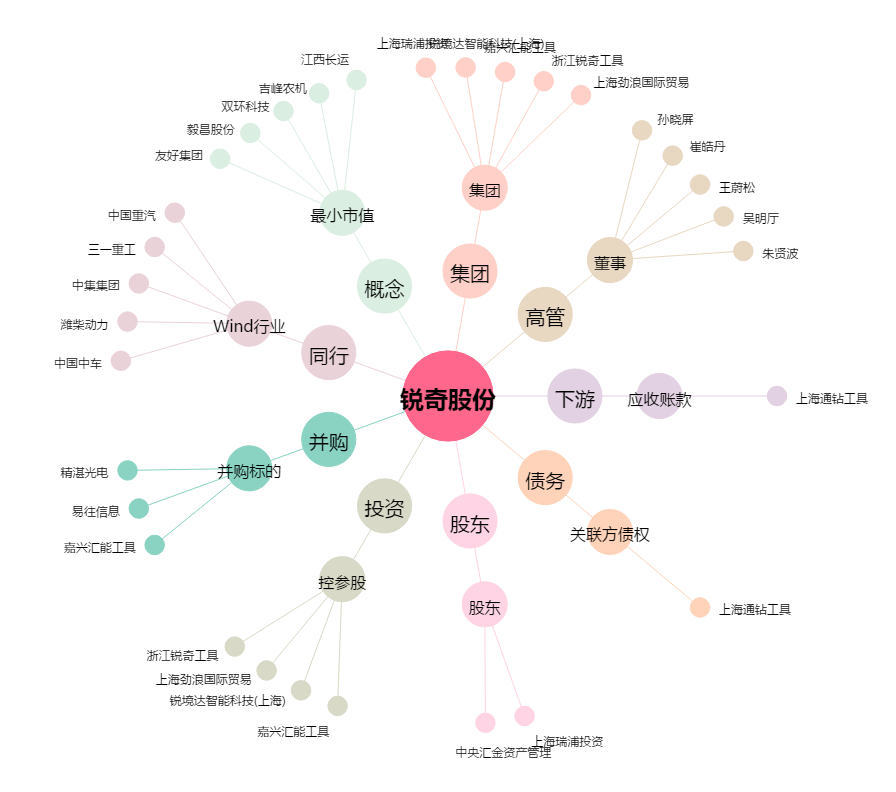 上海瑞浦投资
锐境达智能科技(上海)
嘉兴汇能工具
浙江锐奇工具
上海劲浪国际贸易
集团
集团
江西长运
吉峰农机
双环科技
毅昌股份
友好集团
最小市值
概念
孙晓屏
崔皓丹
王蔚松
吴明厅
朱贤波
董事
高管
中国重汽
三一重工
中集集团
潍柴动力
中国中车
Wind行业
同行
锐奇股份
下游
应收账款
上海通钻工具
并购
并购标的
精湛光电
易往信息
嘉兴汇能工具
债务
关联方债权
上海通钻工具
投资
控参股
浙江锐奇工具
上海劲浪国际贸易
锐境达智能科技(上海)
嘉兴汇能工具
股东
股东
上海瑞浦投资
中央汇金资产管理